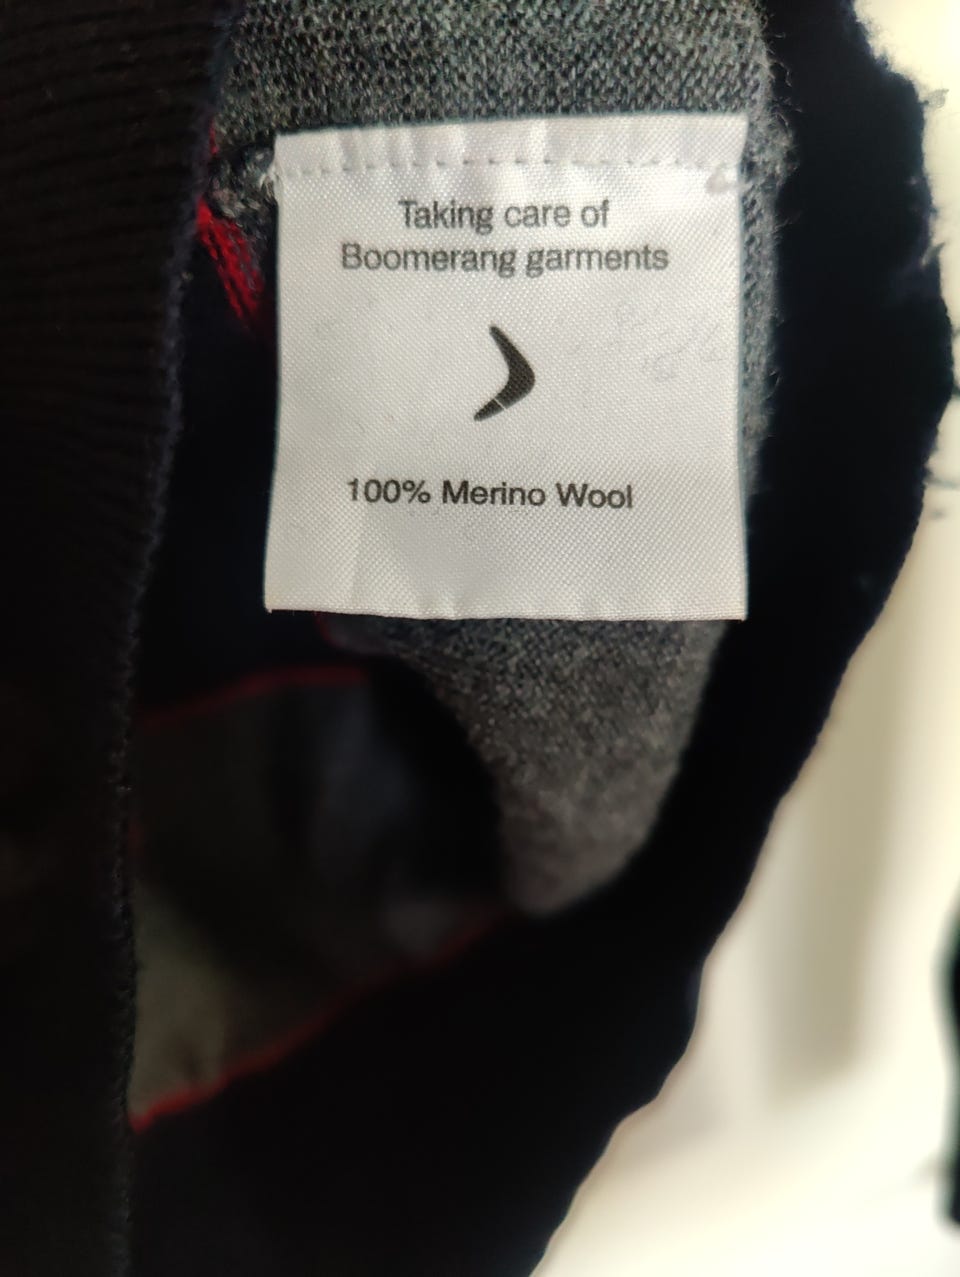 Taking care of
Boomerang garments
100% Merino Wool